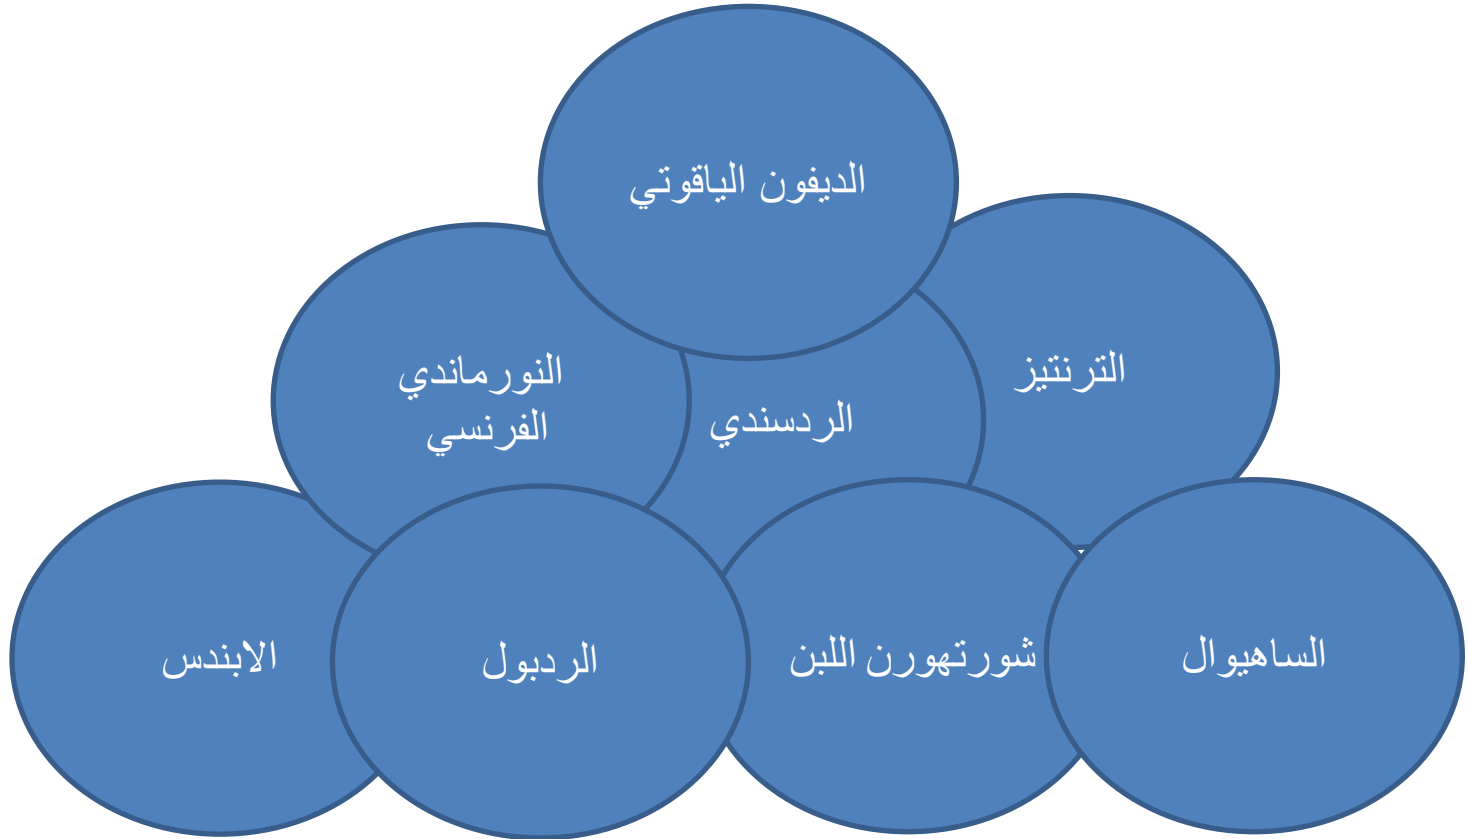 الديفون الياقوتي
الترنتيز
الردسندي
النورماندي
الفرنسي
الساهيوال
شورتهورن اللبن
الردبول
الابندس